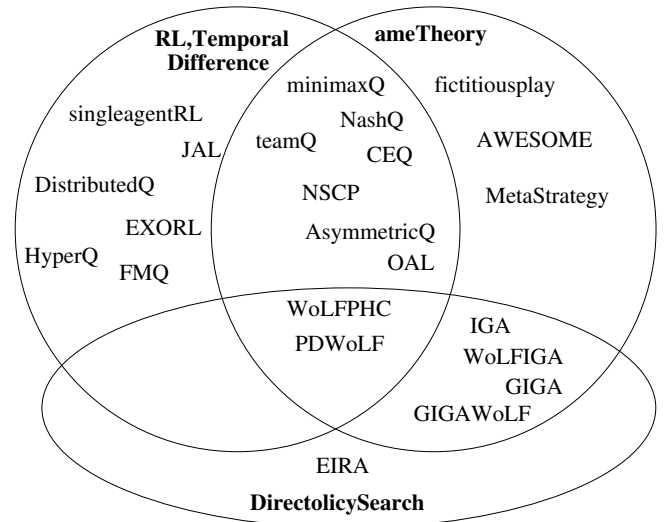 RL,Temporal
Difference
ameTheory
minimaxQ
fictitiousplay
singleagentRL
NashQ
teamQ
AWESOME
JAL
CEQ
DistributedQ
NSCP
MetaStrategy
EXORL
AsymmetricQ
HyperQ
OAL
FMQ
WoLFPHC
IGA
PDWoLF
WoLFIGA
GIGA
GIGAWoLF
EIRA
DirectolicySearch